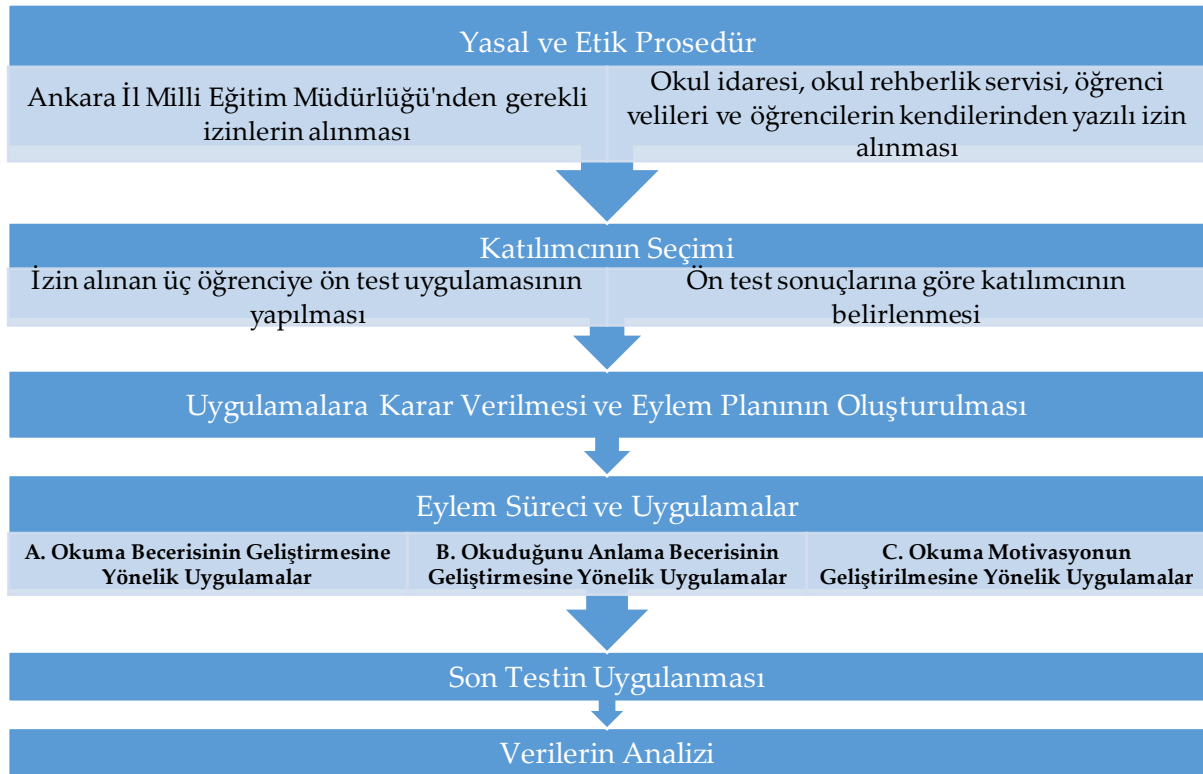 Yasal ve Etik Prosedür
Ankara İl Milli Eğitim Müdürlüğü'nden gerekli
izinlerin alınması
Okul idaresi, okul rehberlik servisi, öğrenci
velileri ve öğrencilerin kendilerinden yazılı izin
alınması
Katılımcının Seçimi
İzin alınan üç öğrenciye ön test uygulamasının
yapılması
Ön test sonuçlarına göre katılımcının
belirlenmesi
Uygulamalara Karar Verilmesi ve Eylem Planının Oluşturulması
Eylem Süreci ve Uygulamalar
A. Okuma Becerisinin Geliştirmesine
Yönelik Uygulamalar
B. Okuduğunu Anlama Becerisinin
Geliştirmesine Yönelik Uygulamalar
C. Okuma Motivasyonun
Geliştirilmesine Yönelik Uygulamalar
Son Testin Uygulanması
Verilerin Analizi